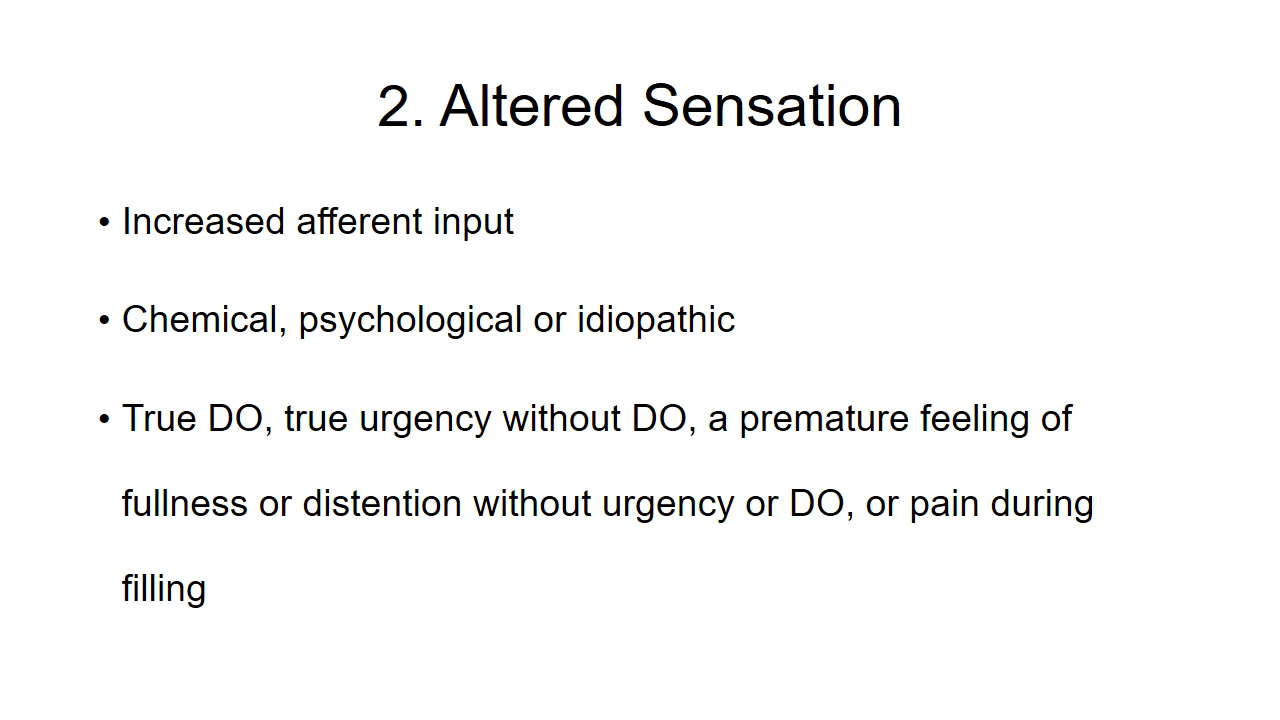 2. Altered Sensation
• Increased afferent input
• Chemical, psychological or idiopathic
• True DO, true urgency without DO, a premature feeling of
fullness or distention without urgency or DO, or pain during
filling